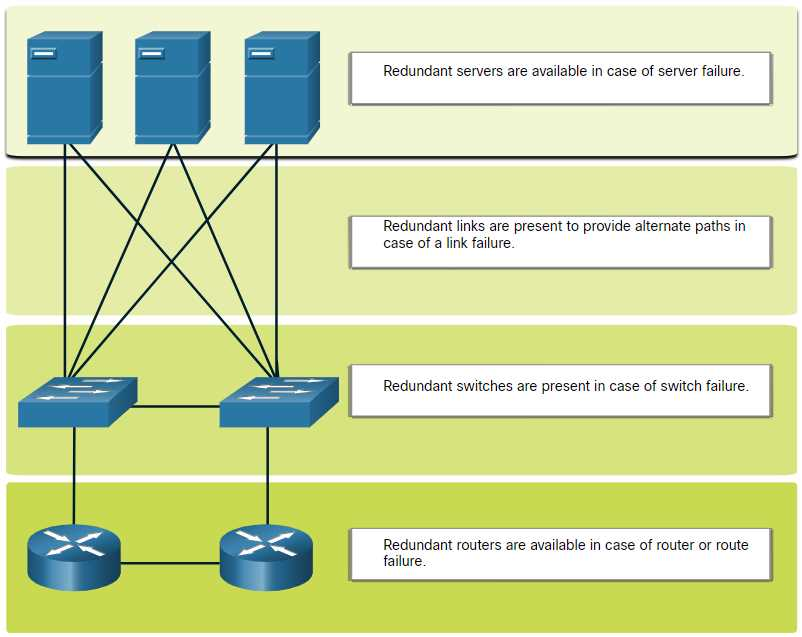 Redundant servers are available in case of server failure.
Redundant links are present to provide alternate paths in
case of a link failure.
Redundant switches are present in case of switch failure.
Redundant routers are available in case of router or route
failure.